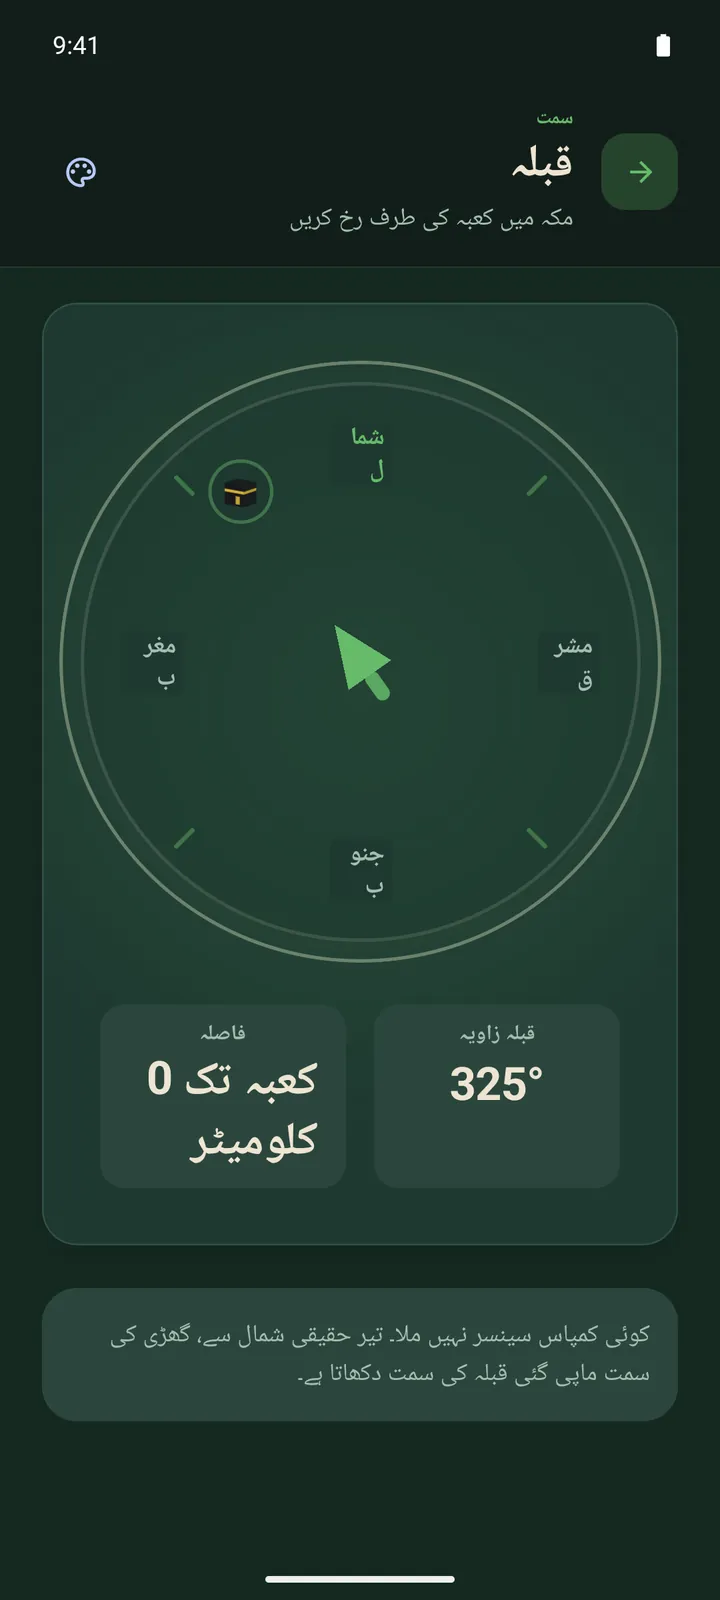 9:41
سمت
قبلہ
مکہ میں کعبہ کی طرف رخ کریں
شما
ل
مشر
ق
مغر
ب
جنو
ب
قبلہ زاویہ
325°
فاصلہ
کعبہ تک 0
کلومیٹر
کوئی کمپاس سینسر نہیں ملا۔ تیر حقیقی شمال سے، گھڑی کی
سمت ماپی گئی قبلہ کی سمت دکھاتا ہے۔